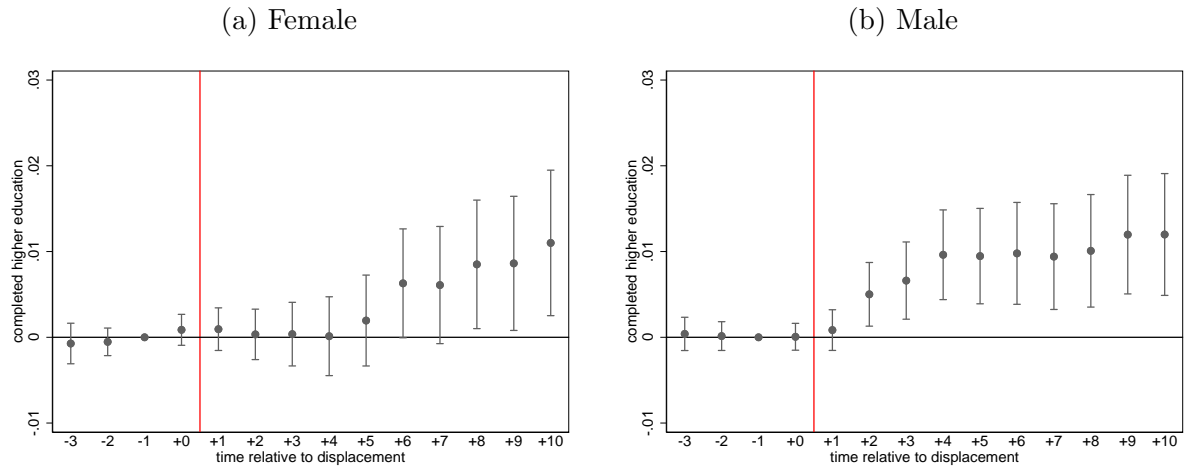 (a) Female
completed higher education
.03
.02
.01
0
-.01
-3 -2 -1 +0 +1 +2 +3 +4 +5 +6 +7 +8 +9 +10
time relative to displacement
(b) Male
completed higher education
.03
.02
.01
0
-.01
-3 -2 -1 +0 +1 +2 +3 +4 +5 +6 +7 +8 +9 +10
time relative to displacement